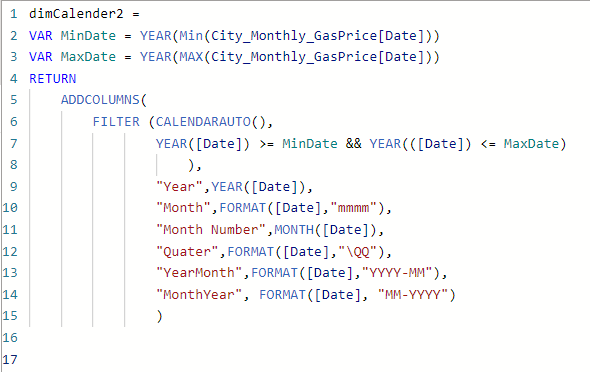 1 dimCalender2 =
2 VAR MinDate = YEAR(Min(City_Monthly_GasPrice[Date]))
3 VAR MaxDate = YEAR(MAX(City_Monthly_GasPrice[Date]))
4 RETURN
5 ADDCOLUMNS(
6 FILTER (CALENDARAUTO(),
7 YEAR([Date]) >= MinDate && YEAR(([Date]) <= MaxDate)
8 ),
9 "Year",YEAR([Date]),
10 "Month",FORMAT([Date],"mmmm"),
11 "Month Number",MONTH([Date]),
12 "Quater",FORMAT([Date],"\QQ"),
13 "YearMonth",FORMAT([Date],"YYYY-MM"),
14 "MonthYear", FORMAT([Date], "MM-YYYY")
15 )
16
17